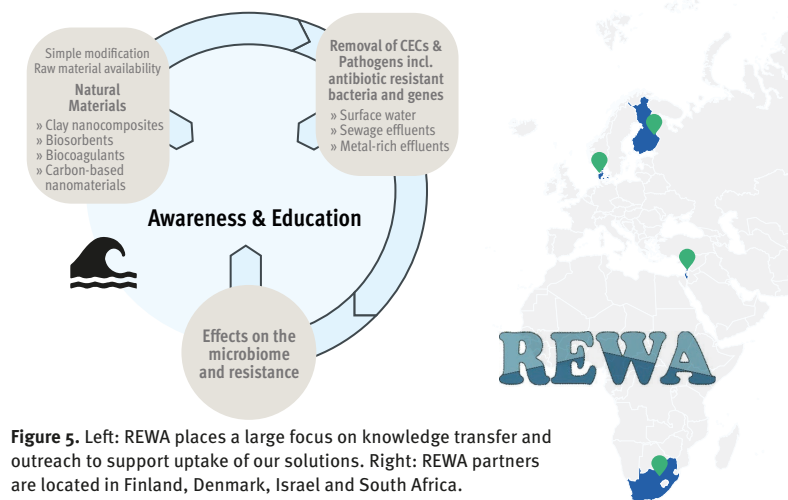 Simple modification
Raw material availability
Natural
Materials
» Clay nanocomposites
» Biosorbents
» Biocoagulants
» Carbon-based
nanomaterials
Removal of CECs &
Pathogens incl.
antibiotic resistant
bacteria and genes
» Surface water
» Sewage effluents
» Metal-rich effluents
Awareness & Education
Effects on the
microbiome
and resistance
REWA
Figure 5. Left: REWA places a large focus on knowledge transfer and
outreach to support uptake of our solutions. Right: REWA partners
are located in Finland, Denmark, Israel and South Africa.